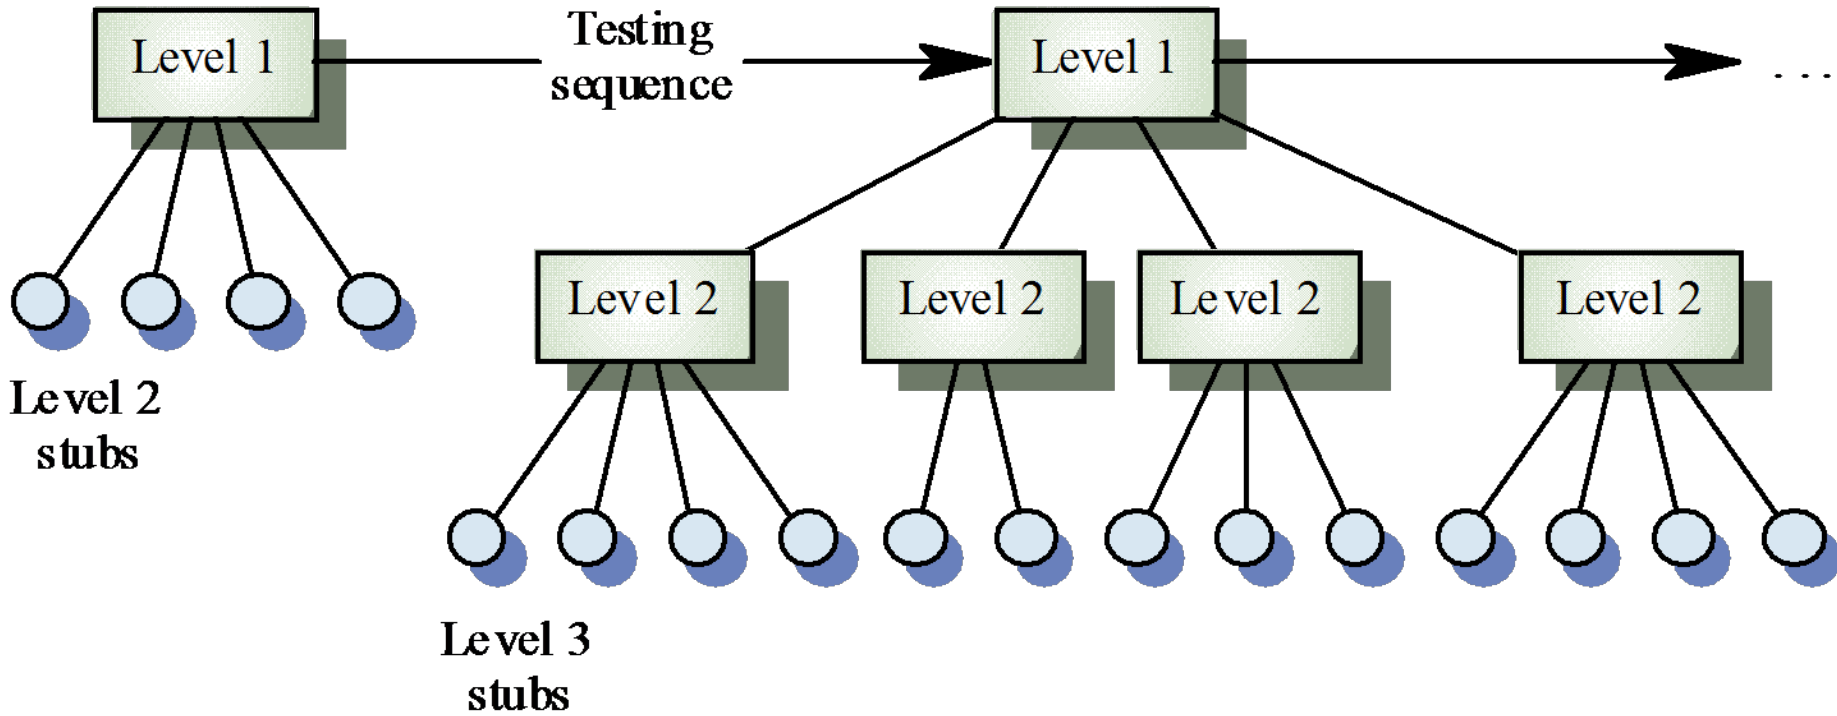 Level 1
Testing
sequence
Level 1
. . . .
Level 2
Level 2
Level 2
Level 2
Level 2
stubs
Level 3
stubs